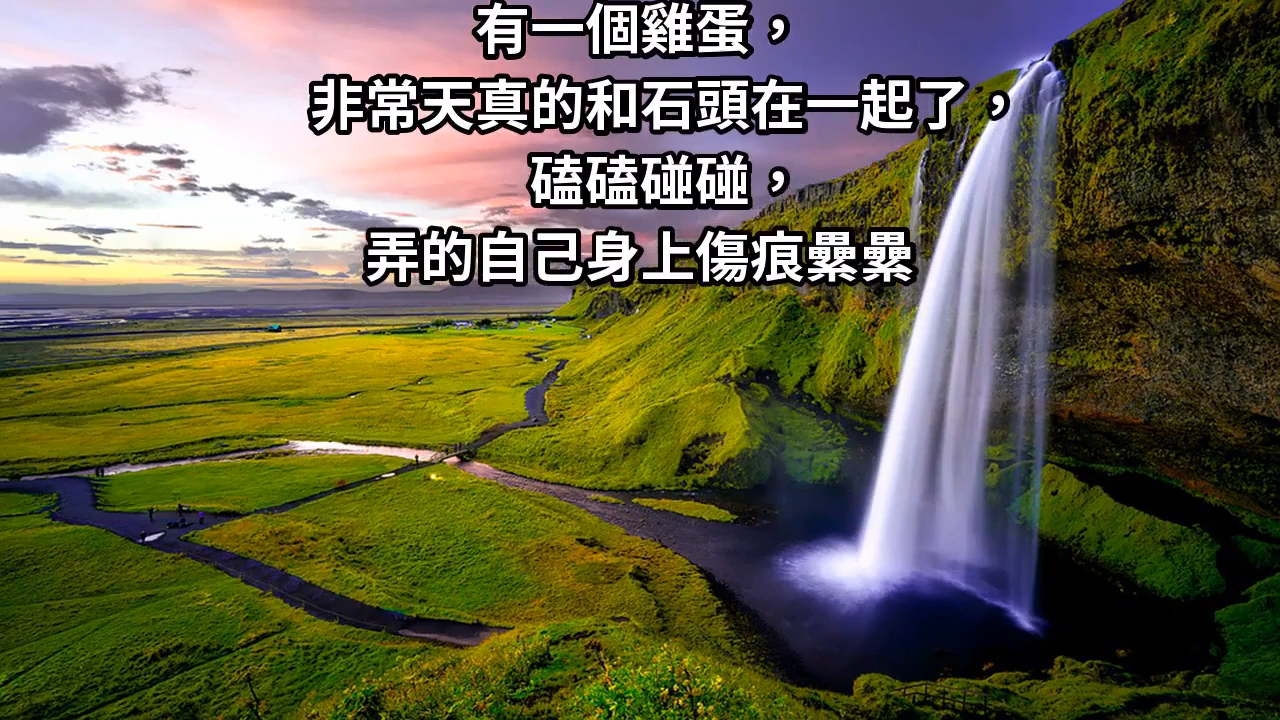 有一個雞蛋，
非常天真的和石頭在一起了，
磕磕碰碰，
弄的自己身上傷痕纍纍